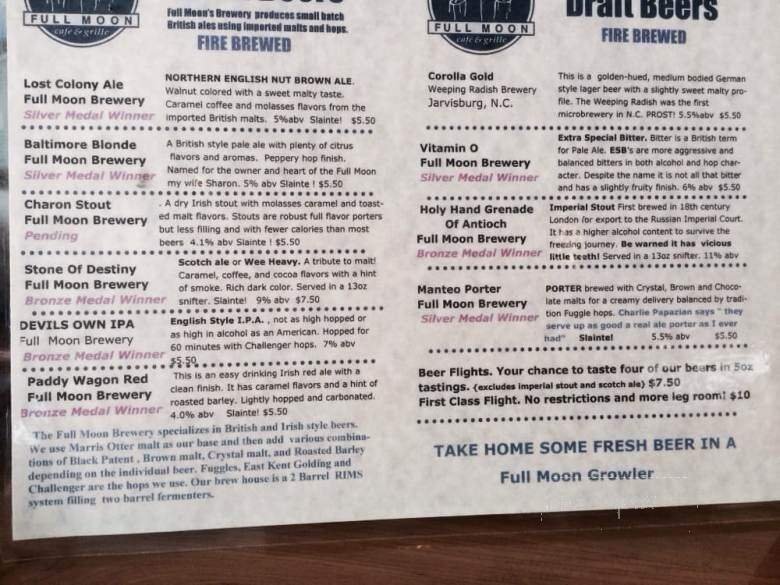 FULL MOON
cafe & grille
Full Moon's Brewery produces small batch
British ales using imported malts and hops.
FIRE BREWED
Lost Colony Ale
Full Moon Brewery
Silver Medal Winner
NORTHERN ENGLISH NUT BROWN ALE.
Walnut colored with a sweet malty taste.
Caramel coffee and molasses flavors from the
imported British malts. 5%abv Slainte! $5.50
Baltimore Blonde
Full Moon Brewery
Silver Medal Winner
A British style pale ale with plenty of citrus
flavors and aromas. Peppery hop finish.
Named for the owner and heart of the Full Moon
my wife Sharon. 5% abv Slainte ! $5.50
Charon Stout
Full Moon Brewery
Pending
. A dry Irish stout with molasses caramel and toast-
ed malt flavors. Stouts are robust full flavor porters
but less filling and with fewer calories than most
beers 4.1% abv Slainte ! $5.50
Stone Of Destiny
Full Moon Brewery
Bronze Medal Winner
Scotch ale or Wee Heavy. A tribute to malt!
Caramel, coffee, and cocoa flavors with a hint
of smoke. Rich dark color. Served in a 13oz
snifter. Slainte! 9% abv $7.50
DEVILS OWN IPA
Full Moon Brewery
Bronze Medal Winner
English Style I.P.A. , not as high hopped or
as high in alcohol as an American. Hopped for
60 minutes with Challenger hops. 7% abv
$5.50
Paddy Wagon Red
Full Moon Brewery
Bronze Medal Winner
This is an easy drinking Irish red ale with a
clean finish. It has caramel flavors and a hint of
roasted barley. Lightly hopped and carbonated.
4.0% abv Slainte! $5.50
The Full Moon Brewery specializes in British and Irish style beers.
We use Marris Otter malt as our base and then add various combina-
tions of Black Patent , Brown malt, Crystal malt, and Roasted Barley
depending on the individual beer. Fuggles, East Kent Golding and
Challenger are the hops we use. Our brew house is a 2 Barrel RIMS
system filling two barrel fermenters.
FULL MOON
cafe & grille
Draft Beers
FIRE BREWED
Corolla Gold
Weeping Radish Brewery
Jarvisburg, N.C.
This is a golden-hued, medium bodied German
style lager beer with a slightly sweet malty pro-
file. The Weeping Radish was the first
microbrewery in N.C. PROST! 5.5%abv $5.50
Vitamin O
Full Moon Brewery
Silver Medal Winner
Extra Special Bitter. Bitter is a British term
for Pale Ale. ESB's are more aggressive and
balanced bitters in both alcohol and hop char-
acter. Despite the name it is not all that bitter
and has a slightly fruity finish. 6% abv $5.50
Holy Hand Grenade
Of Antioch
Full Moon Brewery
Bronze Medal Winner
Imperial Stout First brewed in 18th century
London for export to the Russian Imperial Court.
It has a higher alcohol content to survive the
freezing journey. Be warned it has vicious
little teeth! Served in a 13oz snifter. 11% abv
Manteo Porter
Full Moon Brewery
Silver Medal Winner
PORTER brewed with Crystal, Brown and Choco-
late malts for a creamy delivery balanced by tradi-
tion Fuggle hops. Charlie Papazian says " they
serve up as good a real ale porter as I ever
had" Slainte! 5.5% abv $5.50
Beer Flights. Your chance to taste four of our beers in 5oz
tastings. (excludes imperial stout and scotch ale) $7.50
First Class Flight. No restrictions and more leg room! $10
TAKE HOME SOME FRESH BEER IN A
Full Moon Growler